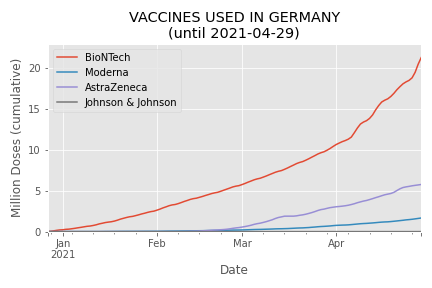 VACCINES USED IN GERMANY
(until 2021-04-29)
Million Doses (cumulative)
20
15
10
5
0
BioNTech
Moderna
AstraZeneca
Johnson & Johnson
Jan
2021
Feb
Mar
Apr
Date